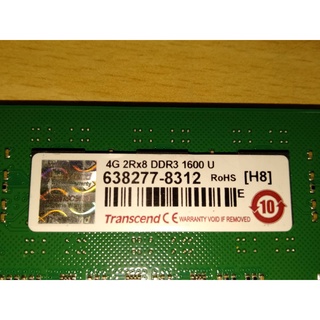 4G 2Rx8 DDR3 1600 U
638277-8312 RoHS [H8]
E
Transcend CE WARRANTY VOID IF REMOVED
10